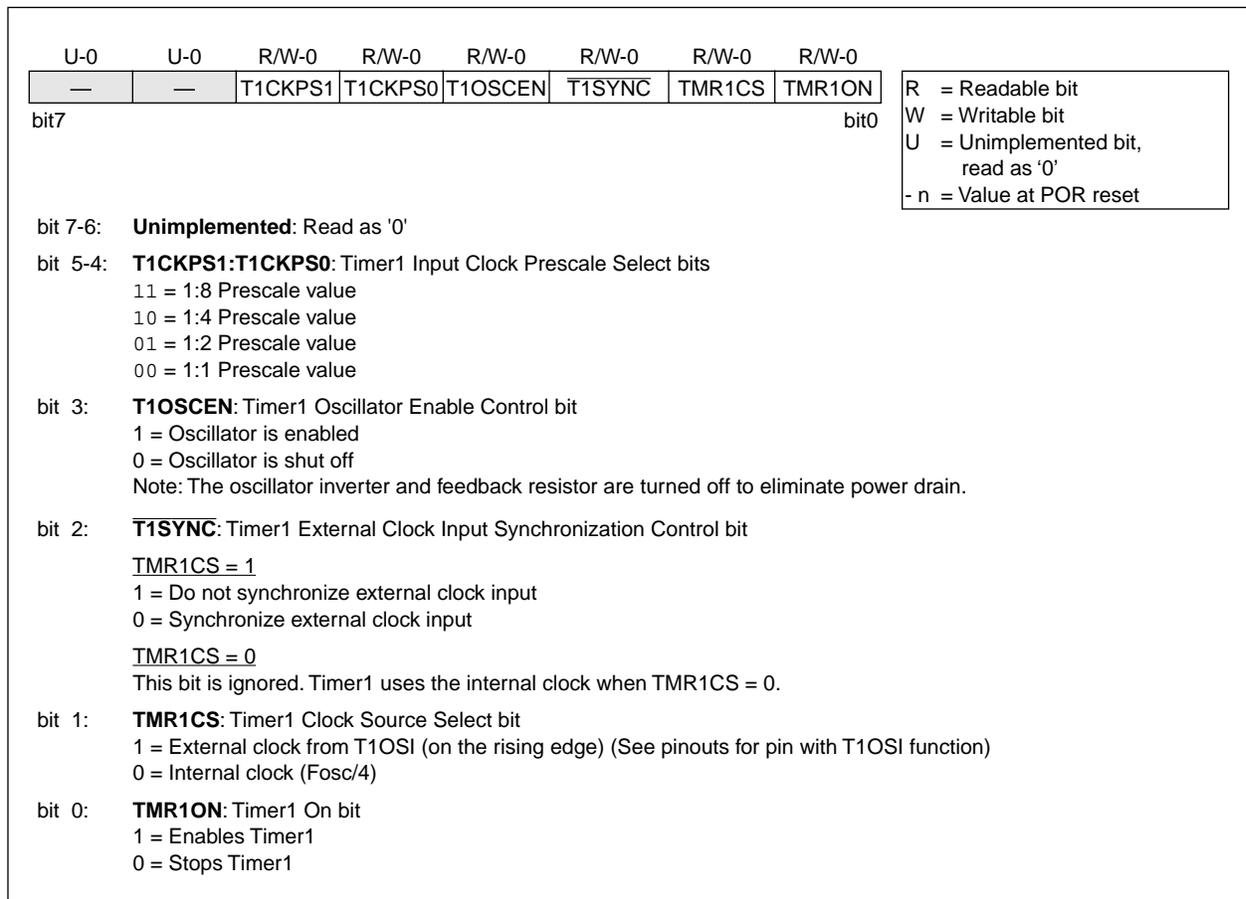 U-0 U-0 R/W-0 R/W-0 R/W-0 R/W-0 R/W-0 R/W-0
— — T1CKPS1 T1CKPS0 T1OSCEN T1SYNC TMR1CS TMR1ON
bit7 bit0
R = Readable bit
W = Writable bit
U = Unimplemented bit,
read as ‘0’
- n = Value at POR reset
bit 7-6: Unimplemented: Read as '0'
bit 5-4: T1CKPS1:T1CKPS0: Timer1 Input Clock Prescale Select bits
11 = 1:8 Prescale value
10 = 1:4 Prescale value
01 = 1:2 Prescale value
00 = 1:1 Prescale value
bit 3: T1OSCEN: Timer1 Oscillator Enable Control bit
1 = Oscillator is enabled
0 = Oscillator is shut off
Note: The oscillator inverter and feedback resistor are turned off to eliminate power drain.
bit 2: T1SYNC: Timer1 External Clock Input Synchronization Control bit
TMR1CS = 1
1 = Do not synchronize external clock input
0 = Synchronize external clock input
TMR1CS = 0
This bit is ignored. Timer1 uses the internal clock when TMR1CS = 0.
bit 1: TMR1CS: Timer1 Clock Source Select bit
1 = External clock from T1OSI (on the rising edge) (See pinouts for pin with T1OSI function)
0 = Internal clock (Fosc/4)
bit 0: TMR1ON: Timer1 On bit
1 = Enables Timer1
0 = Stops Timer1